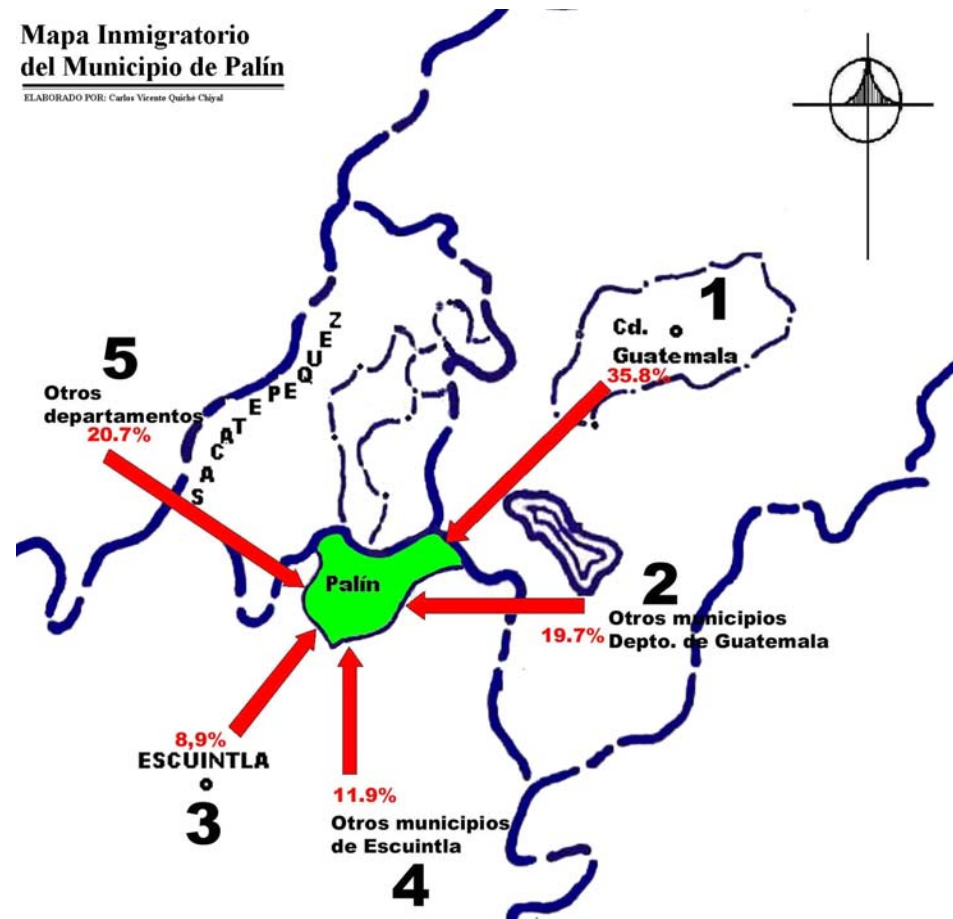 Mapa Inmigratorio
del Municipio de Palín
ELABORADO POR: Carlos Vicente Quiché Chiyal
1
Cd.
Guatemala
35.8%
SACATEPEQUEZ
5
Otros
departamentos
20.7%
Palín
2
Otros municipios
19.7%
Depto. de Guatemala
8,9%
ESCUINTLA
3
11.9%
Otros municipios
de Escuintla
4